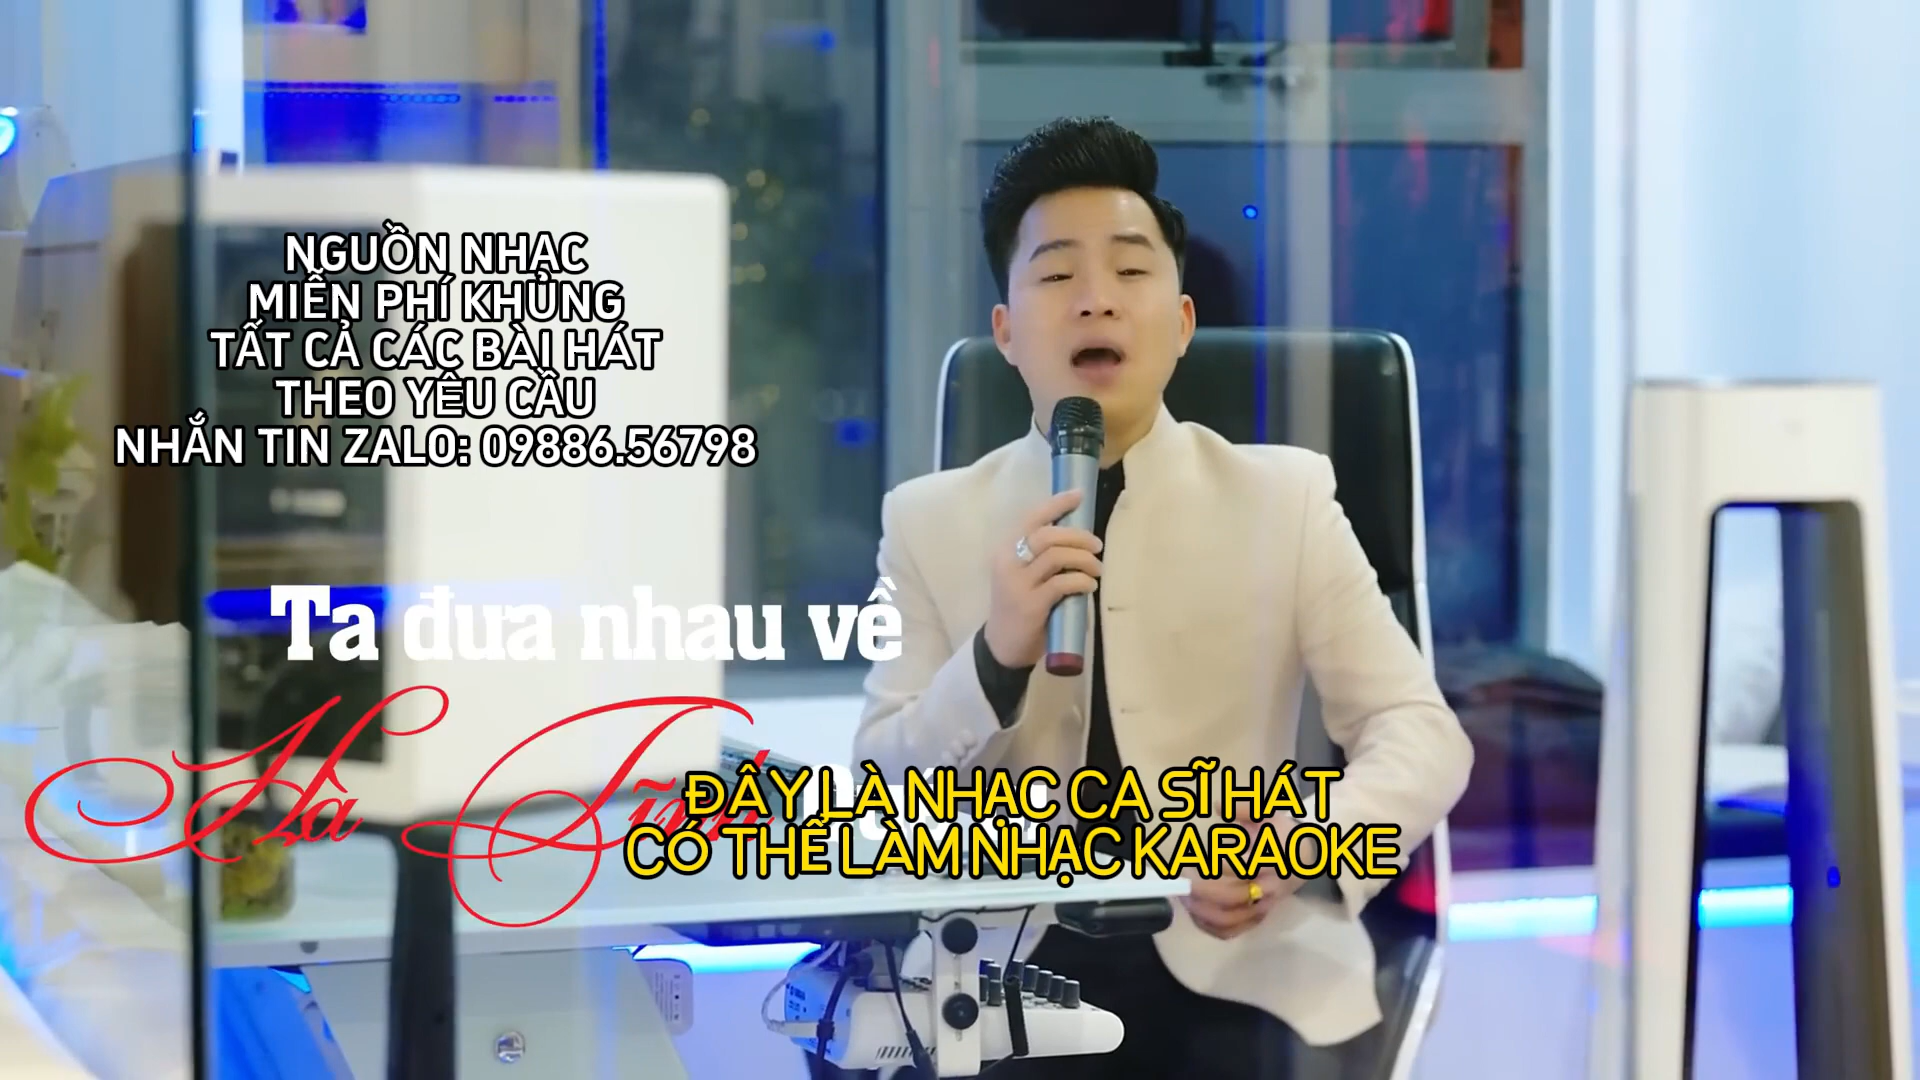 NGUỒN NHẠC
MIỄN PHÍ KHỦNG
TẤT CẢ CÁC BÀI HÁT
THEO YÊU CẦU
NHẮN TIN ZALO: 09886.56798
Ta đưa nhau về
Hà Tĩnh
ĐÂY LÀ NHẠC CA SĨ HÁT
CÓ THỂ LÀM NHẠC KARAOKE